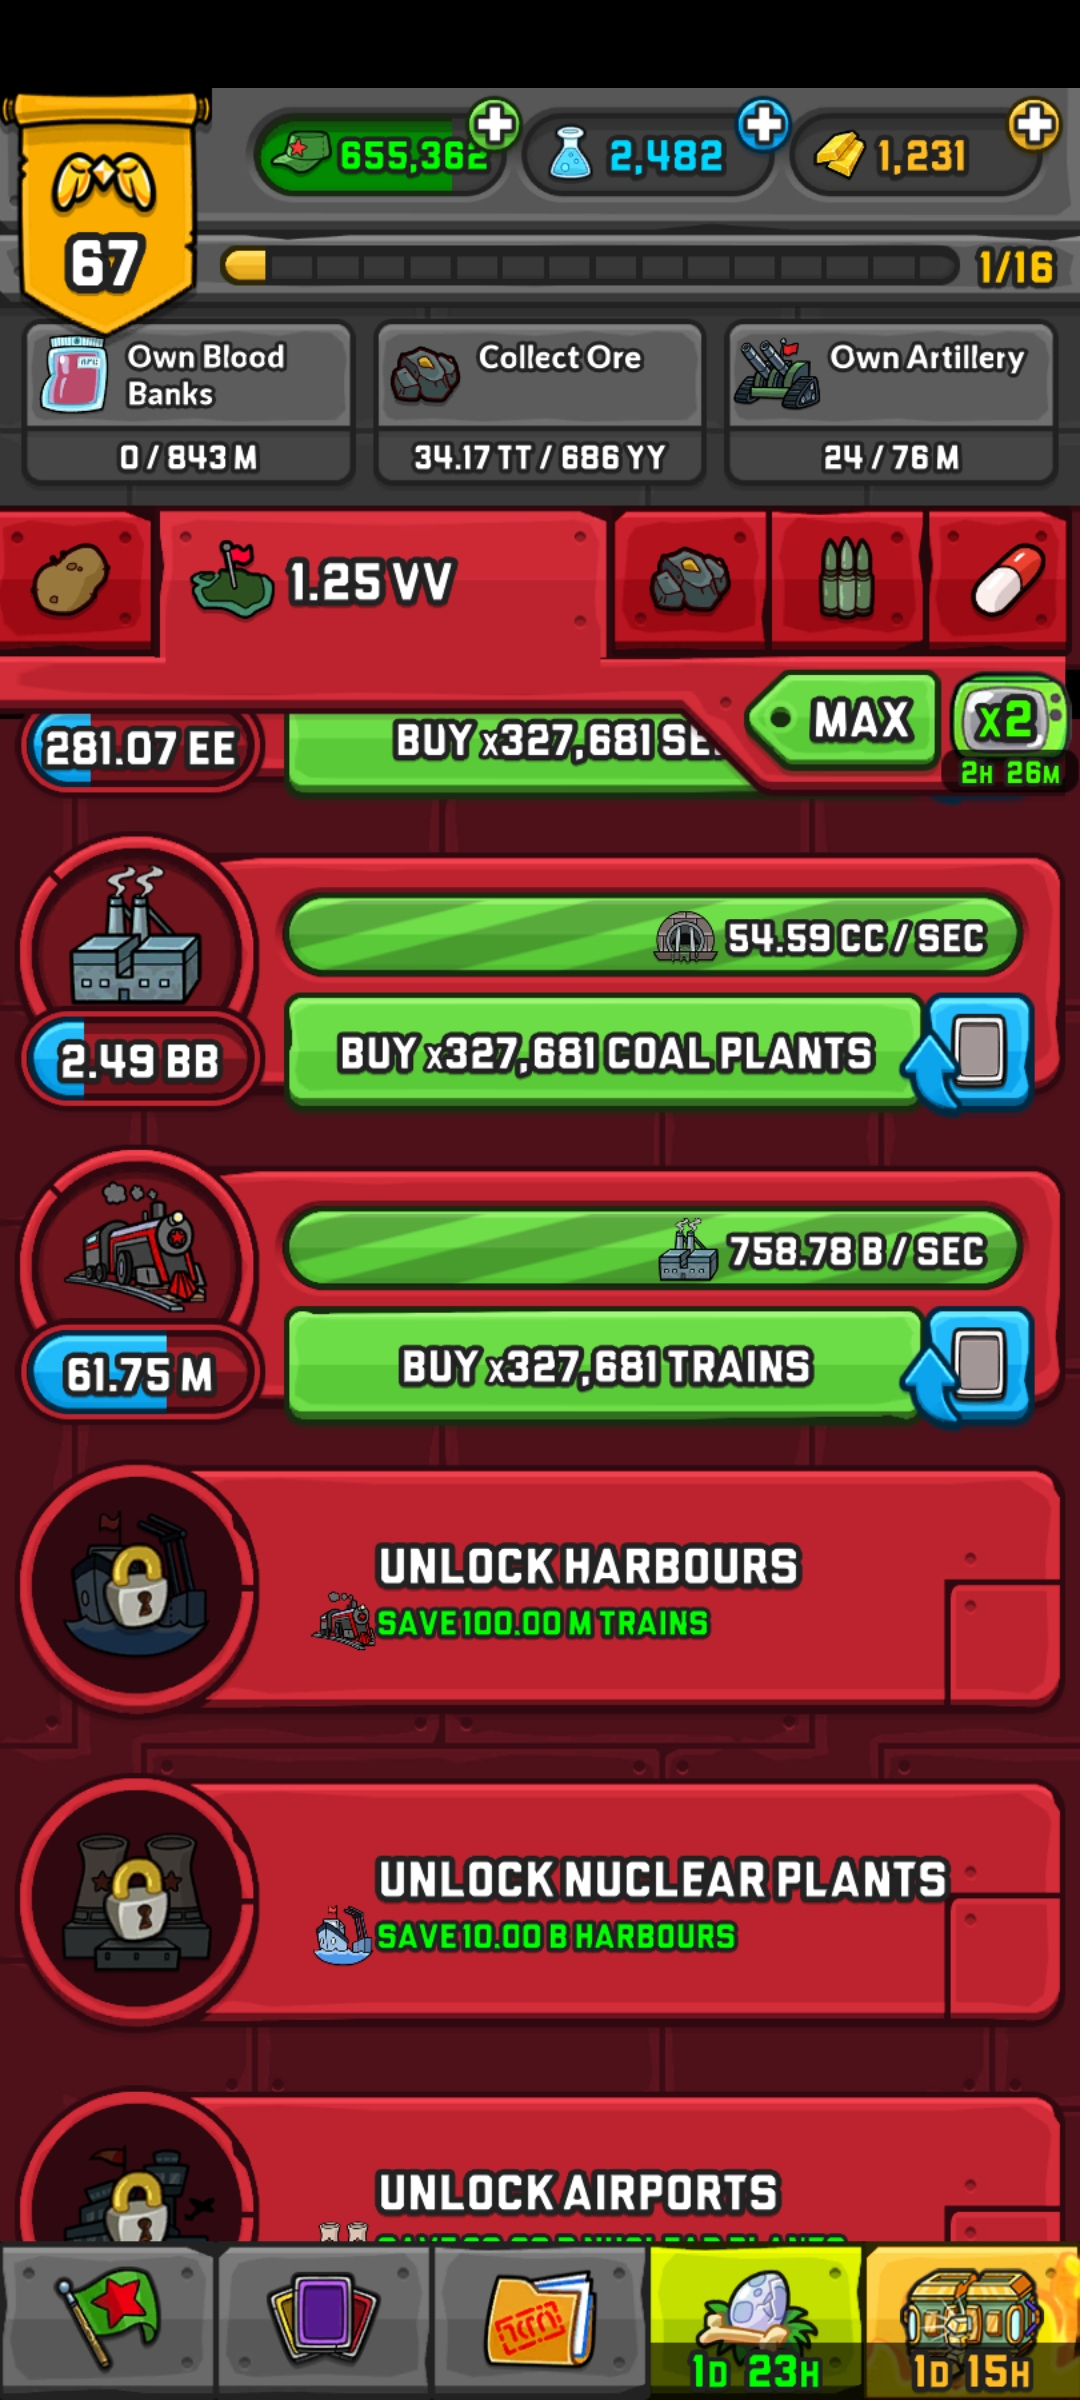 655,362
2,482
1,231
67
1/16
Own Blood
Banks
0 / 843 M
Collect Ore
34.17 TT / 686 YY
Own Artillery
24 / 76 M
1.25 VV
MAX
x2
2H 26M
281.07 EE
BUY x327,681
54.59 CC / SEC
2.49 BB
BUY x327,681 COAL PLANTS
758.78 B / SEC
61.75 M
BUY x327,681 TRAINS
UNLOCK HARBOURS
SAVE 100.00 M TRAINS
UNLOCK NUCLEAR PLANTS
SAVE 10.00 B HARBOURS
UNLOCK AIRPORTS
1D 23H
1D 15H